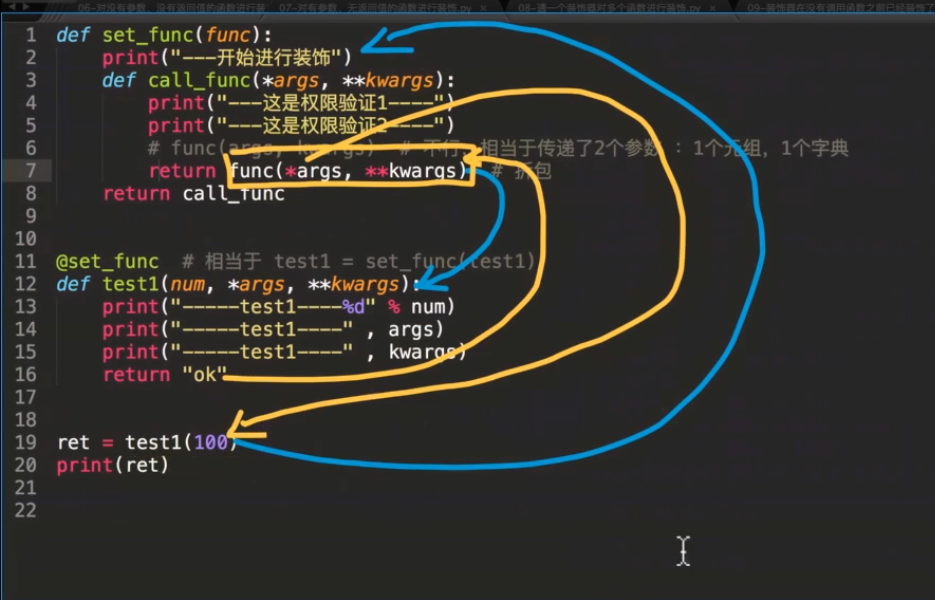 06-对没有参数，没有返回值的函数进行装
07-对有参数，无返回值的函数进行装饰.py ×
08-通一个装饰器对多个函数进行装饰.py ×
09-装饰器在没有调用函数之前已经装饰了
1 def set_func(func):
2 print("---开始进行装饰")
3 def call_func(*args, **kwargs):
4 print("---这是权限验证1----")
5 print("---这是权限验证2----")
6 # func(args, kwargs) # 不行，相当于传递了2个参数 : 1个元组，1个字典
7 return func(*args, **kwargs) # 拆包
8 return call_func
9
10
11 @set_func # 相当于 test1 = set_func(test1)
12 def test1(num, *args, **kwargs):
13 print("-----test1----%d" % num)
14 print("-----test1----" , args)
15 print("-----test1----" , kwargs)
16 return "ok"
17
18
19 ret = test1(100)
20 print(ret)
21
22